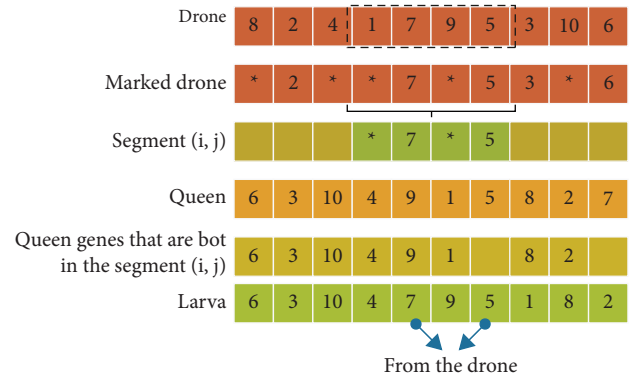 Drone 8 2 4 1 7 9 5 3 10 6
Marked drone * 2 * * 7 * 5 3 * 6
Segment (i, j) * 7 * 5
Queen 6 3 10 4 9 1 5 8 2 7
Queen genes that are bot
in the segment (i, j) 6 3 10 4 9 1 8 2
Larva 6 3 10 4 7 9 5 1 8 2
From the drone